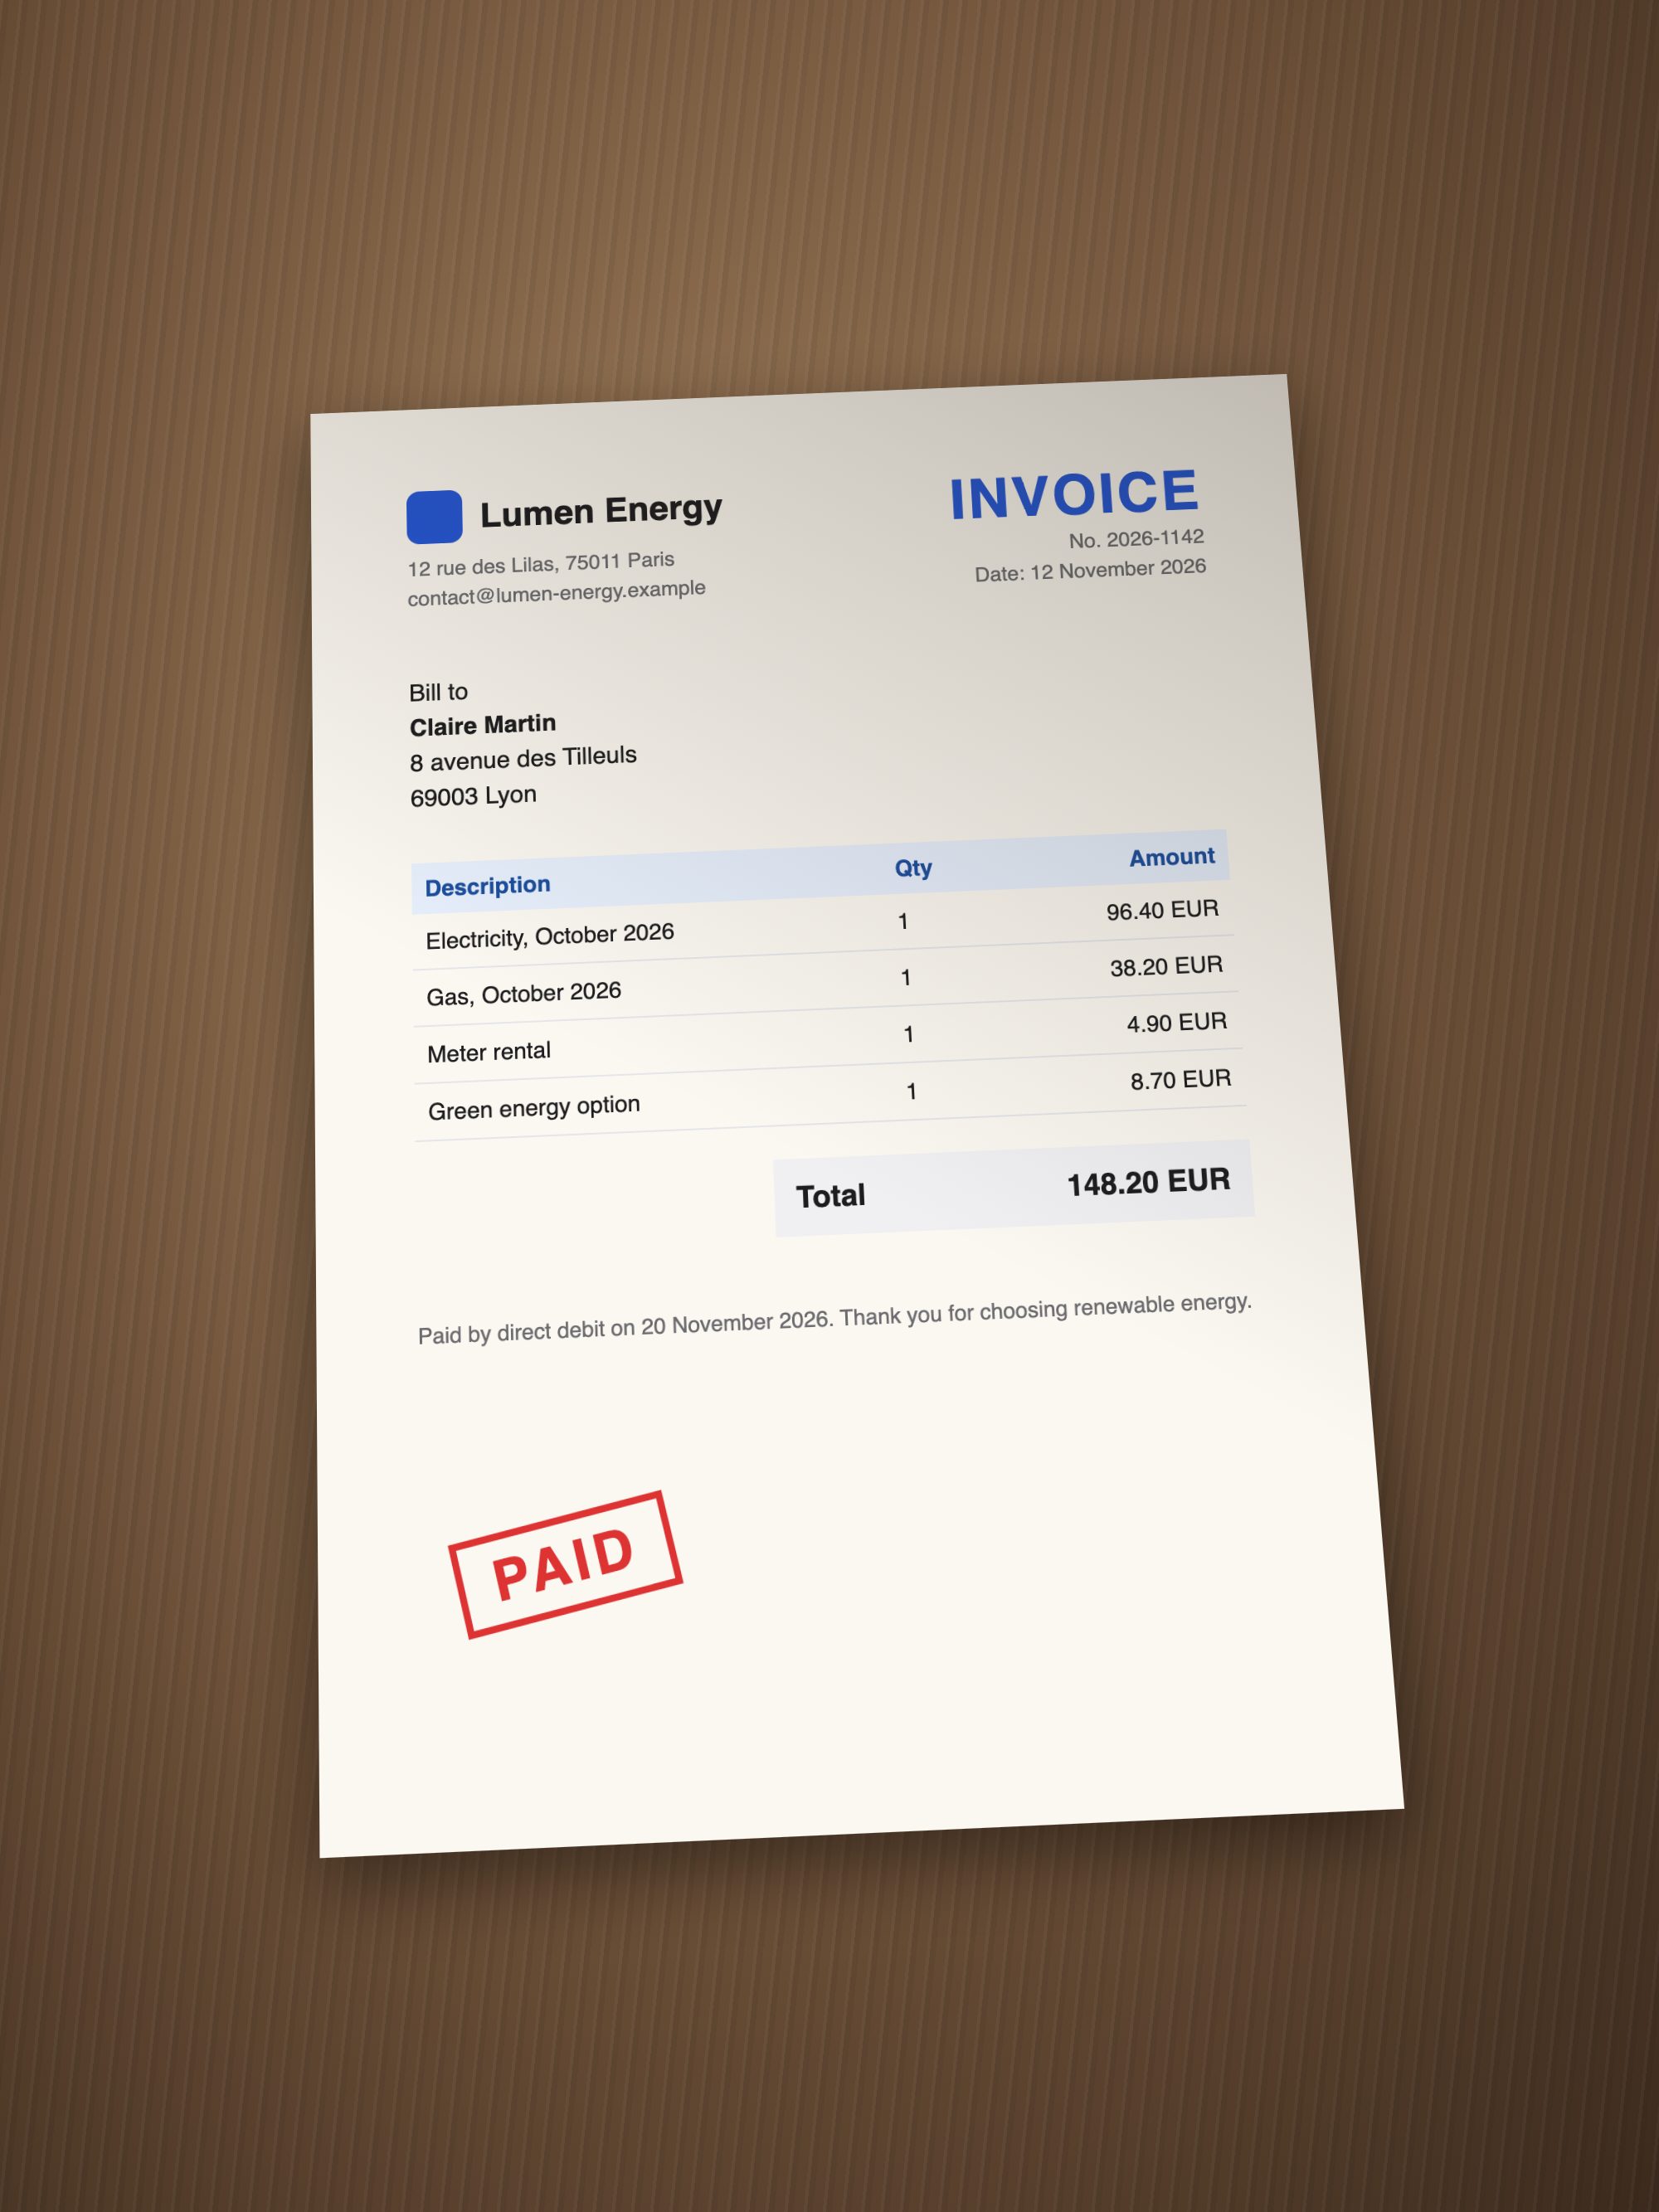 Lumen Energy
12 rue des Lilas, 75011 Paris
contact@lumen-energy.example
INVOICE
No. 2026-1142
Date: 12 November 2026
Bill to
Claire Martin
8 avenue des Tilleuls
69003 Lyon
Description Qty Amount
Electricity, October 2026 1 96.40 EUR
Gas, October 2026 1 38.20 EUR
Meter rental 1 4.90 EUR
Green energy option 1 8.70 EUR
Total 148.20 EUR
Paid by direct debit on 20 November 2026. Thank you for choosing renewable energy.
PAID